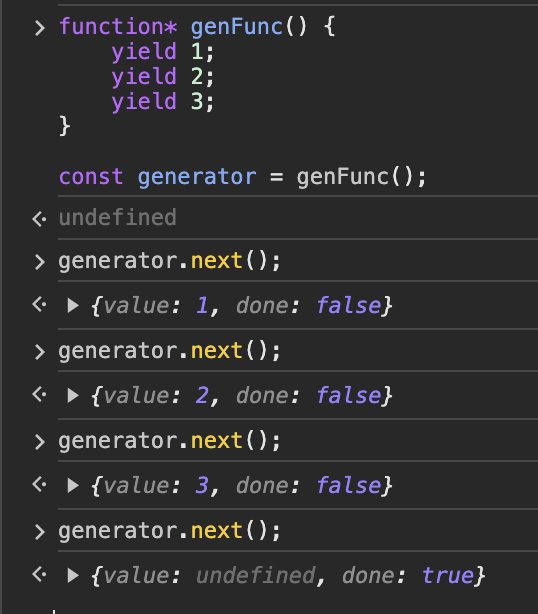 function* genFunc() {
    yield 1;
    yield 2;
    yield 3;
}
const generator = genFunc();
undefined
generator.next();
{value: 1, done: false}
generator.next();
{value: 2, done: false}
generator.next();
{value: 3, done: false}
generator.next();
{value: undefined, done: true}